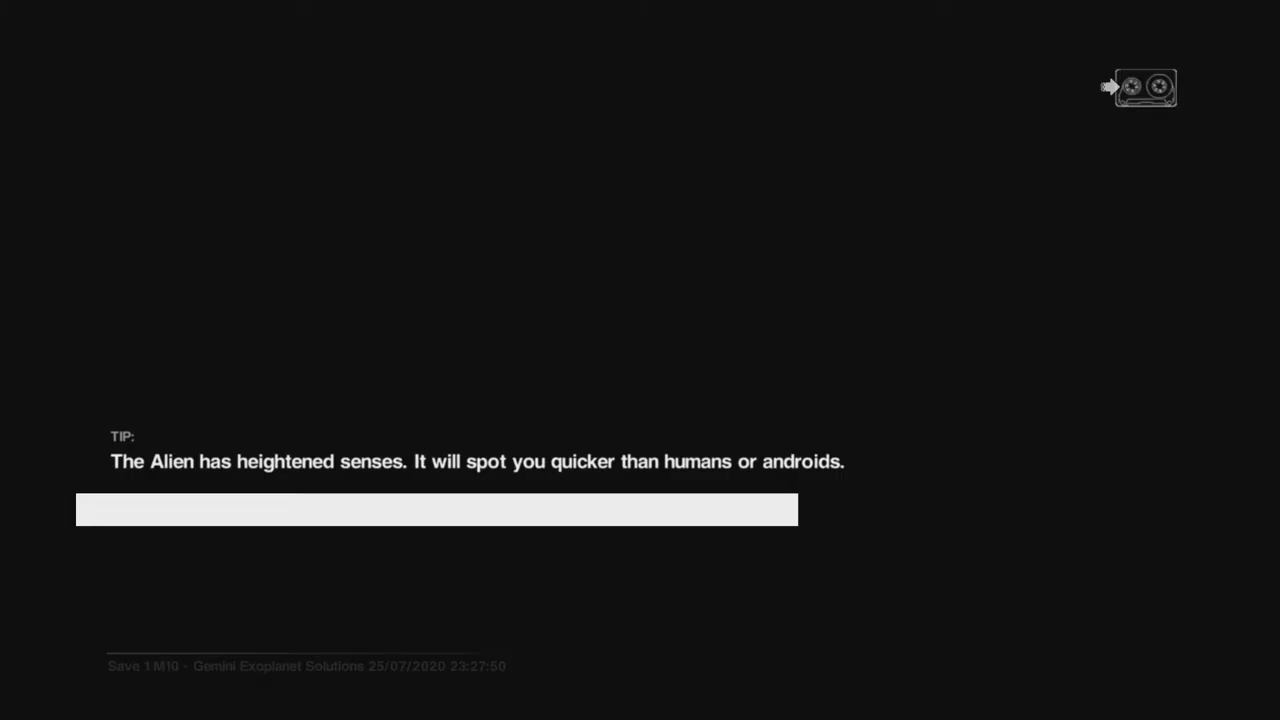 TIP:
The Alien has heightened senses. It will spot you quicker than humans or androids.
Save 1 M10 - Gemini Exoplanet Solutions 25/07/2020 23:27:50